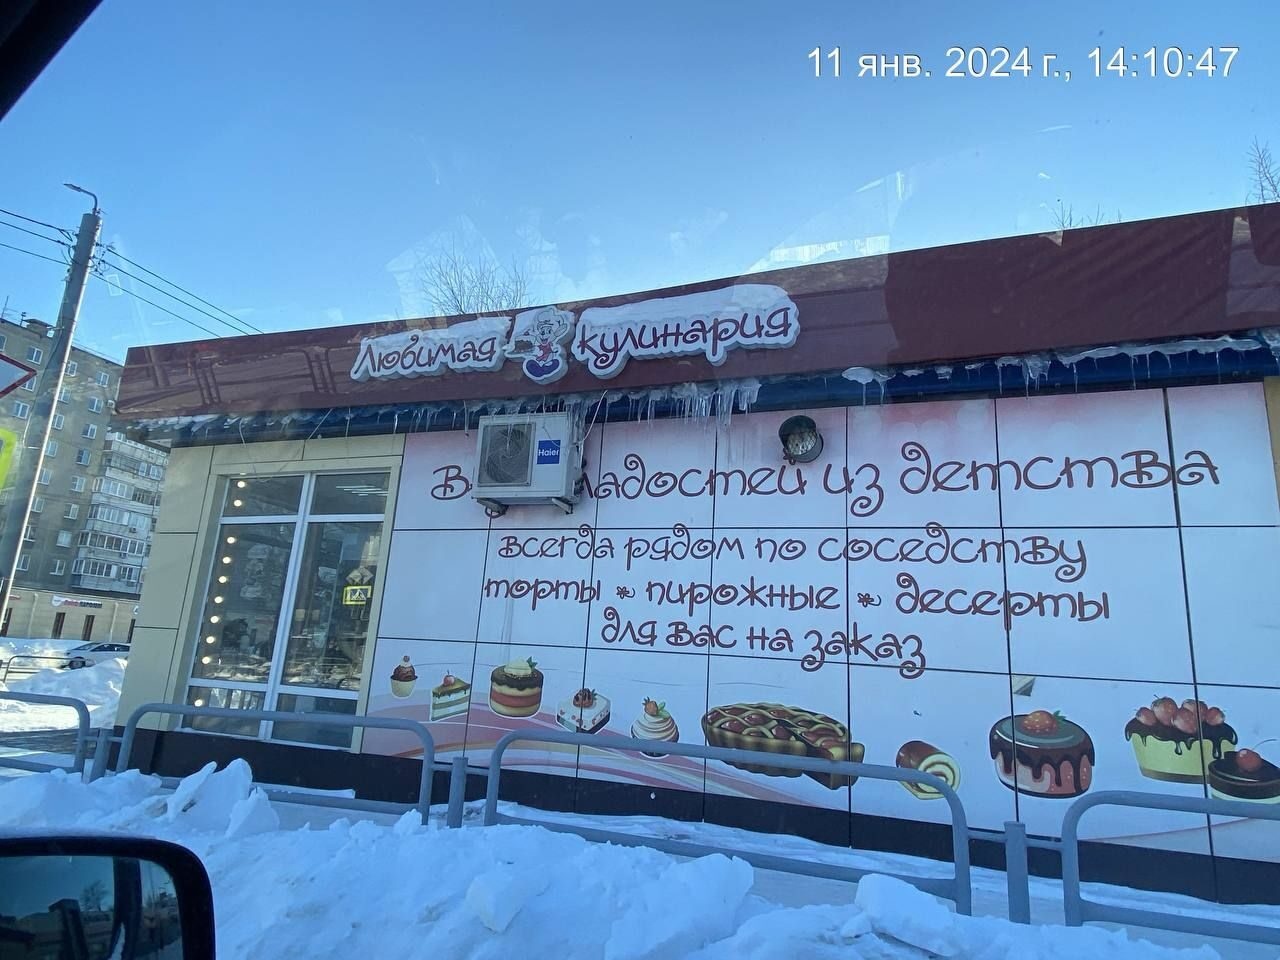 11 янв. 2024 г., 14:10:47
Любимая кулинария
Haier
из детства
всегда рядом по соседству
торты * пирожные * десерты
для вас на заказ